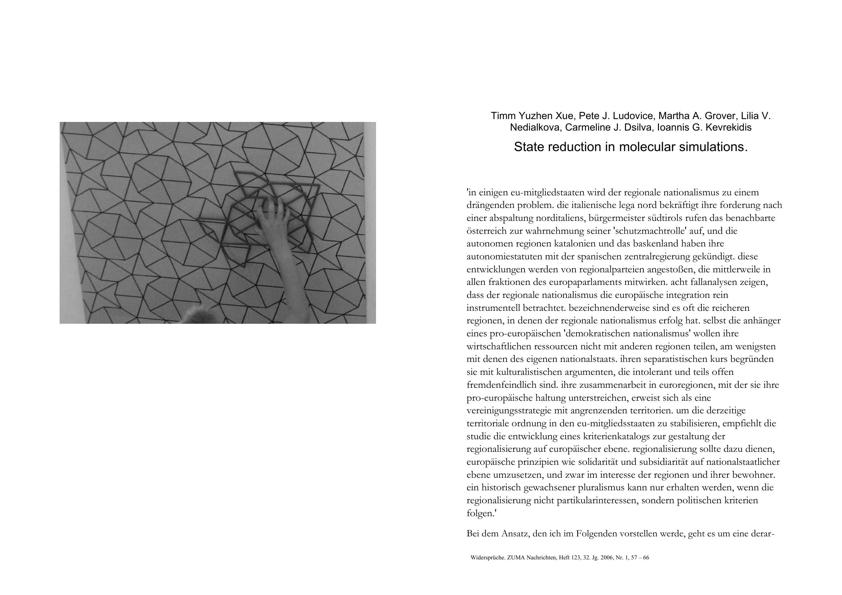 Timm Yuzhen Xue, Pete J. Ludovice, Martha A. Grover, Lilia V.
Nedialkova, Carmeline J. Dsilva, Ioannis G. Kevrekidis
State reduction in molecular simulations.
'in einigen eu-mitgliedstaaten wird der regionale nationalismus zu einem
drängenden problem. die italienische lega nord bekräftigt ihre forderung nach
einer abspaltung norditaliens, bürgermeister südtirols rufen das benachbarte
österreich zur wahrnehmung seiner 'schutzmachtrolle' auf, und die
autonomen regionen katalonien und das baskenland haben ihre
autonomiestatuten mit der spanischen zentralregierung gekündigt. diese
entwicklungen werden von regionalparteien angestoßen, die mittlerweile in
allen fraktionen des europaparlaments mitwirken. acht fallanalysen zeigen,
dass der regionale nationalismus die europäische integration rein
instrumentell betrachtet. bezeichnenderweise sind es oft die reicheren
regionen, in denen der regionale nationalismus erfolg hat. selbst die anhänger
eines pro-europäischen 'demokratischen nationalismus' wollen ihre
wirtschaftlichen ressourcen nicht mit anderen regionen teilen, am wenigsten
mit denen des eigenen nationalstaats. ihren separatistischen kurs begründen
sie mit kulturalistischen argumenten, die intolerant und teils offen
fremdenfeindlich sind. ihre zusammenarbeit in euroregionen, mit der sie ihre
pro-europäische haltung unterstreichen, erweist sich als eine
vereinigungsstrategie mit angrenzenden territorien. um die derzeitige
territoriale ordnung in den eu-mitgliedsstaaten zu stabilisieren, empfiehlt die
studie die entwicklung eines kriterienkatalogs zur gestaltung der
regionalisierung auf europäischer ebene. regionalisierung sollte dazu dienen,
europäische prinzipien wie solidarität und subsidiarität auf nationalstaatlicher
ebene umzusetzen, und zwar im interesse der regionen und ihrer bewohner.
ein historisch gewachsener pluralismus kann nur erhalten werden, wenn die
regionalisierung nicht partikularinteressen, sondern politischen kriterien
folgen.'
Bei dem Ansatz, den ich im Folgenden vorstellen werde, geht es um eine derar-
Widersprüche. ZUMA Nachrichten, Heft 123, 32. Jg. 2006, Nr. 1, 57 – 66